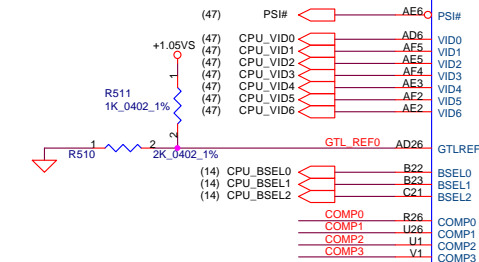 (47) PSI# AE6 PSI#
(47) CPU_VID0 AD6 VID0
(47) CPU_VID1 AF5 VID1
(47) CPU_VID2 AE5 VID2
(47) CPU_VID3 AF4 VID3
(47) CPU_VID4 AE3 VID4
(47) CPU_VID5 AF2 VID5
(47) CPU_VID6 AE2 VID6
+1.05VS
1
R511
1K_0402_1%
2
1 2 GTL_REF0 AD26 GTLREF
R510 2K_0402_1%
(14) CPU_BSEL0 B22 BSEL0
(14) CPU_BSEL1 B23 BSEL1
(14) CPU_BSEL2 C21 BSEL2
COMP0 R26 COMP0
COMP1 U26 COMP1
COMP2 U1 COMP2
COMP3 V1 COMP3